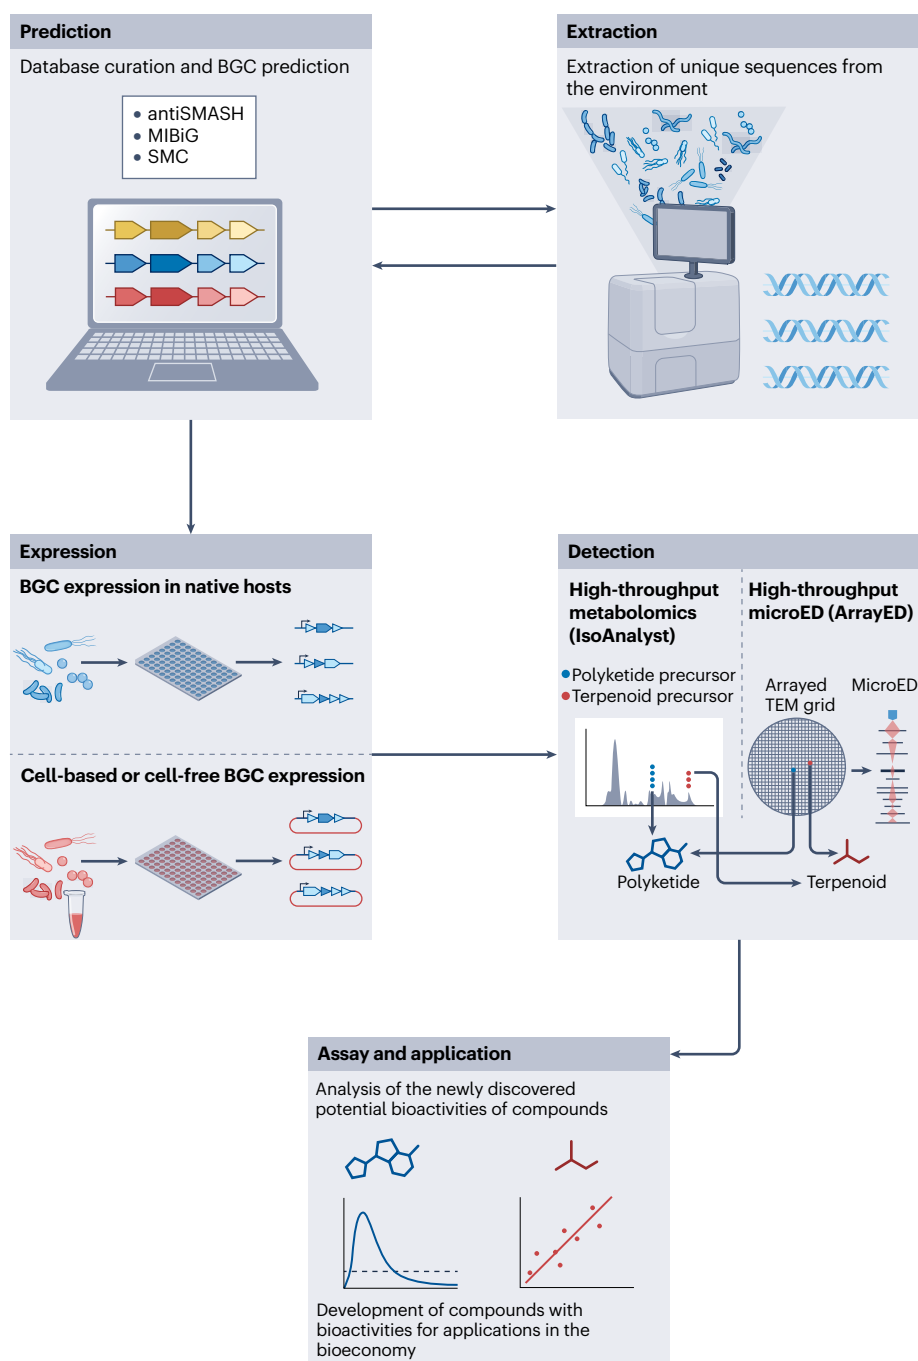 Prediction
Database curation and BGC prediction
• antiSMASH
• MIBiG
• SMC
Extraction
Extraction of unique sequences from
the environment
Expression
BGC expression in native hosts
Cell-based or cell-free BGC expression
Detection
High-throughput
metabolomics
(IsoAnalyst)
Polyketide precursor
Terpenoid precursor
High-throughput
microED (ArrayED)
Arrayed
TEM grid
MicroED
Polyketide
Terpenoid
Assay and application
Analysis of the newly discovered
potential bioactivities of compounds
Development of compounds with
bioactivities for applications in the
bioeconomy